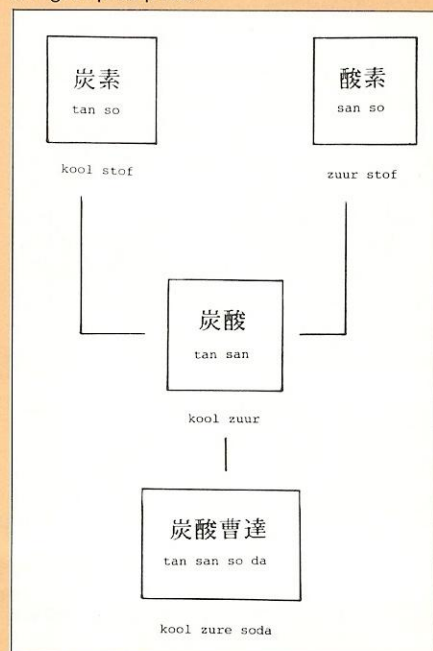 炭素
tan so
kool stof
酸素
san so
zuur stof
炭酸
tan san
kool zuur
炭酸曹達
tan san so da
kool zure soda